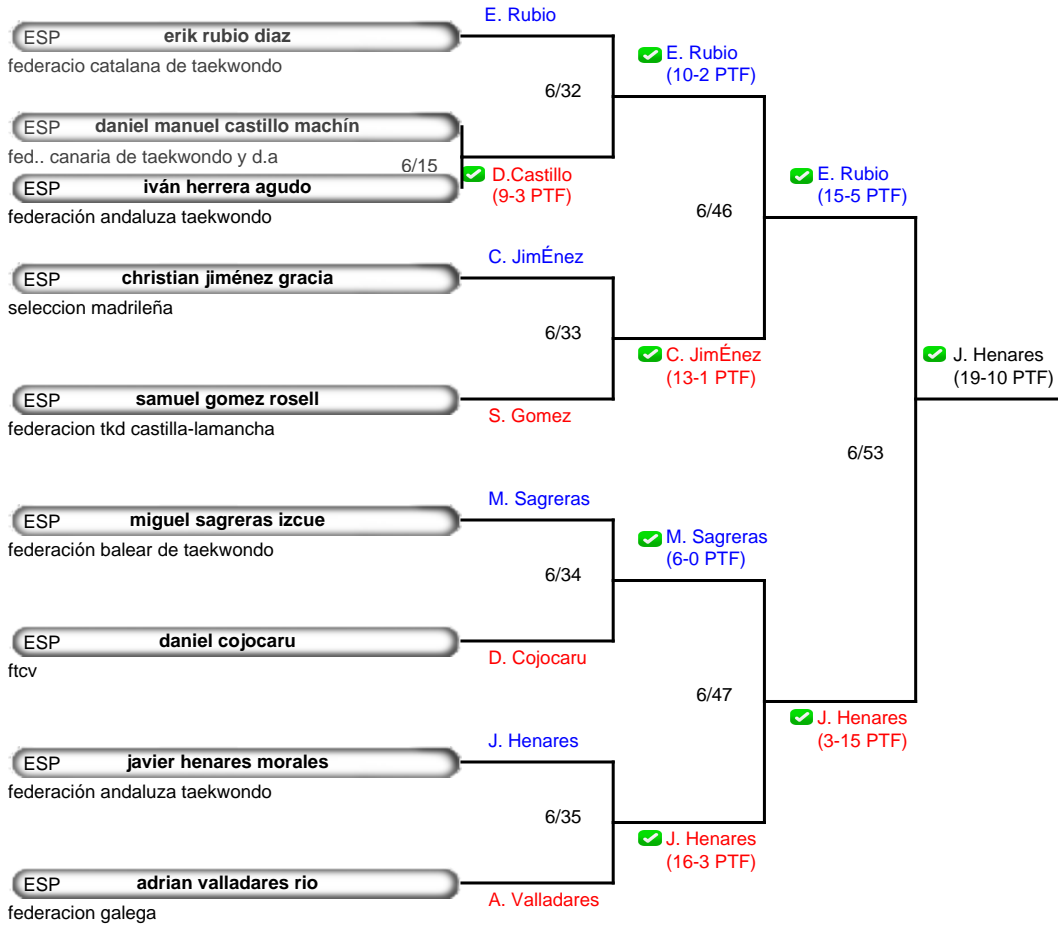 E. Rubio
ESP erik rubio diaz
federacio catalana de taekwondo
E. Rubio
(10-2 PTF)
6/32
ESP daniel manuel castillo machín
fed.. canaria de taekwondo y d.a
6/15
D.Castillo
(9-3 PTF)
ESP iván herrera agudo
federación andaluza taekwondo
E. Rubio
(15-5 PTF)
6/46
C. JimÉnez
ESP christian jiménez gracia
seleccion madrileña
6/33
C. JimÉnez
(13-1 PTF)
J. Henares
(19-10 PTF)
ESP samuel gomez rosell
federacion tkd castilla-lamancha
S. Gomez
6/53
M. Sagreras
ESP miguel sagreras izcue
federación balear de taekwondo
M. Sagreras
(6-0 PTF)
6/34
ESP daniel cojocaru
ftcv
D. Cojocaru
6/47
J. Henares
(3-15 PTF)
J. Henares
ESP javier henares morales
federación andaluza taekwondo
6/35
J. Henares
(16-3 PTF)
ESP adrian valladares rio
federacion galega
A. Valladares